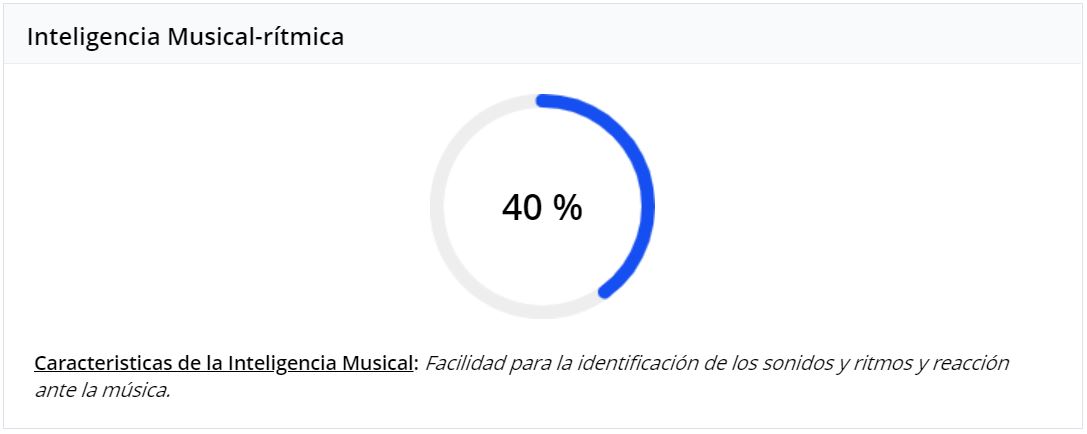 Inteligencia Musical-rítmica
40 %
Caracteristicas de la Inteligencia Musical: Facilidad para la identificación de los sonidos y ritmos y reacción
ante la música.